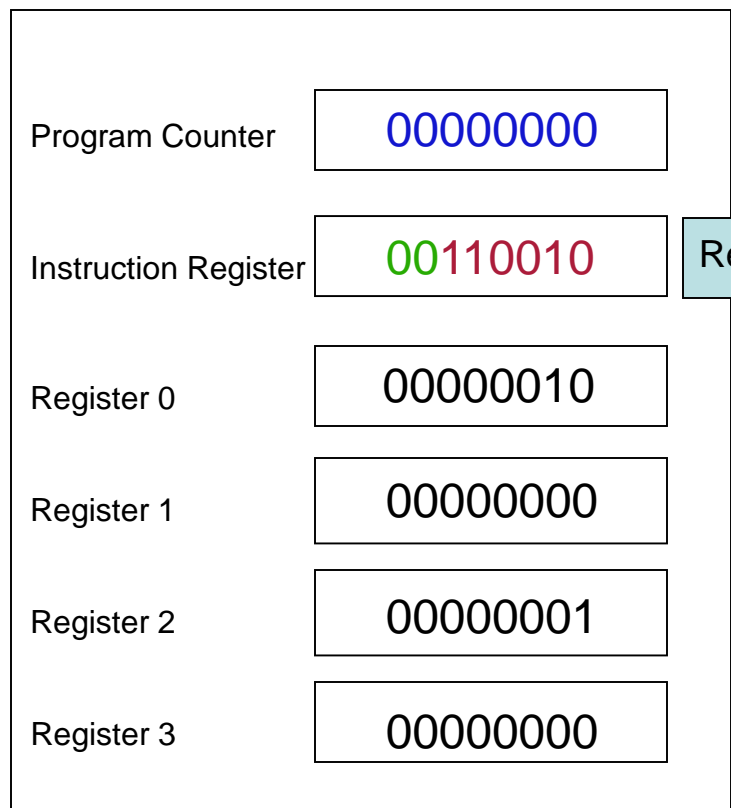 Program Counter 00000000
Instruction Register 00110010
Register 0 00000010
Register 1 00000000
Register 2 00000001
Register 3 00000000